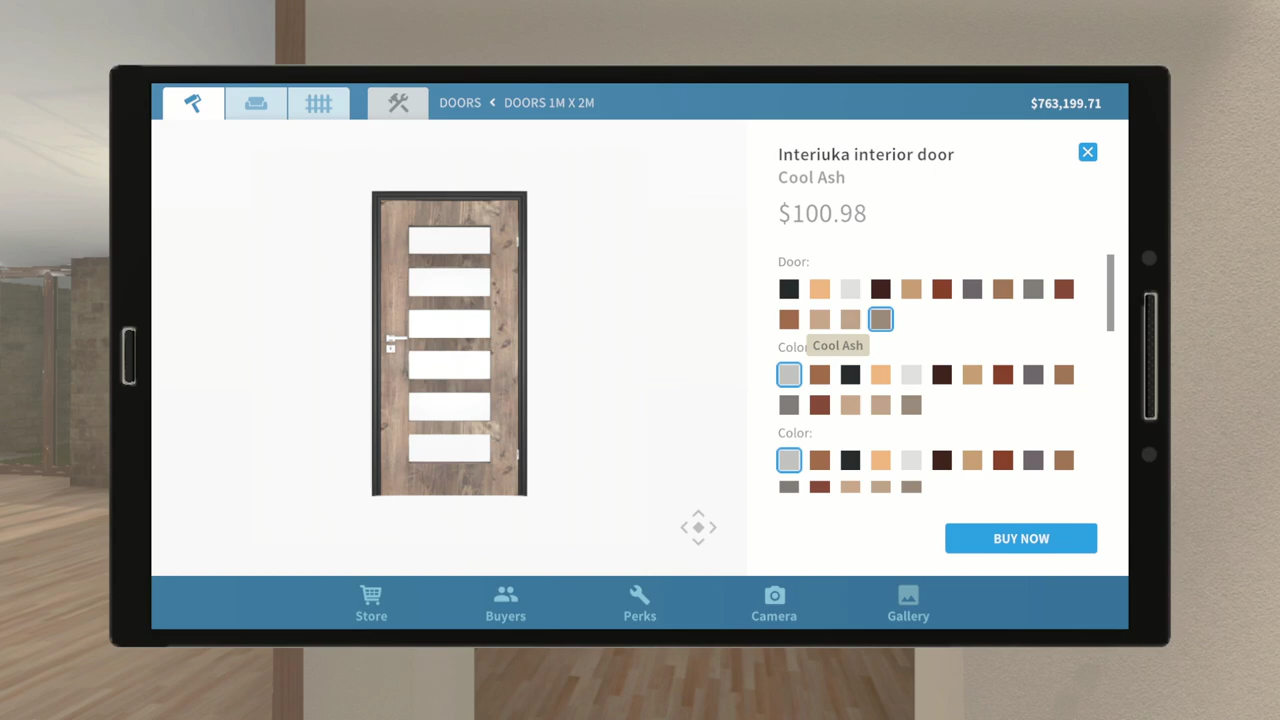 DOORS < DOORS 1M X 2M
$763,199.71
Interiuka interior door
Cool Ash
$100.98
Door:
Cool Ash
Color:
BUY NOW
Store
Buyers
Perks
Camera
Gallery